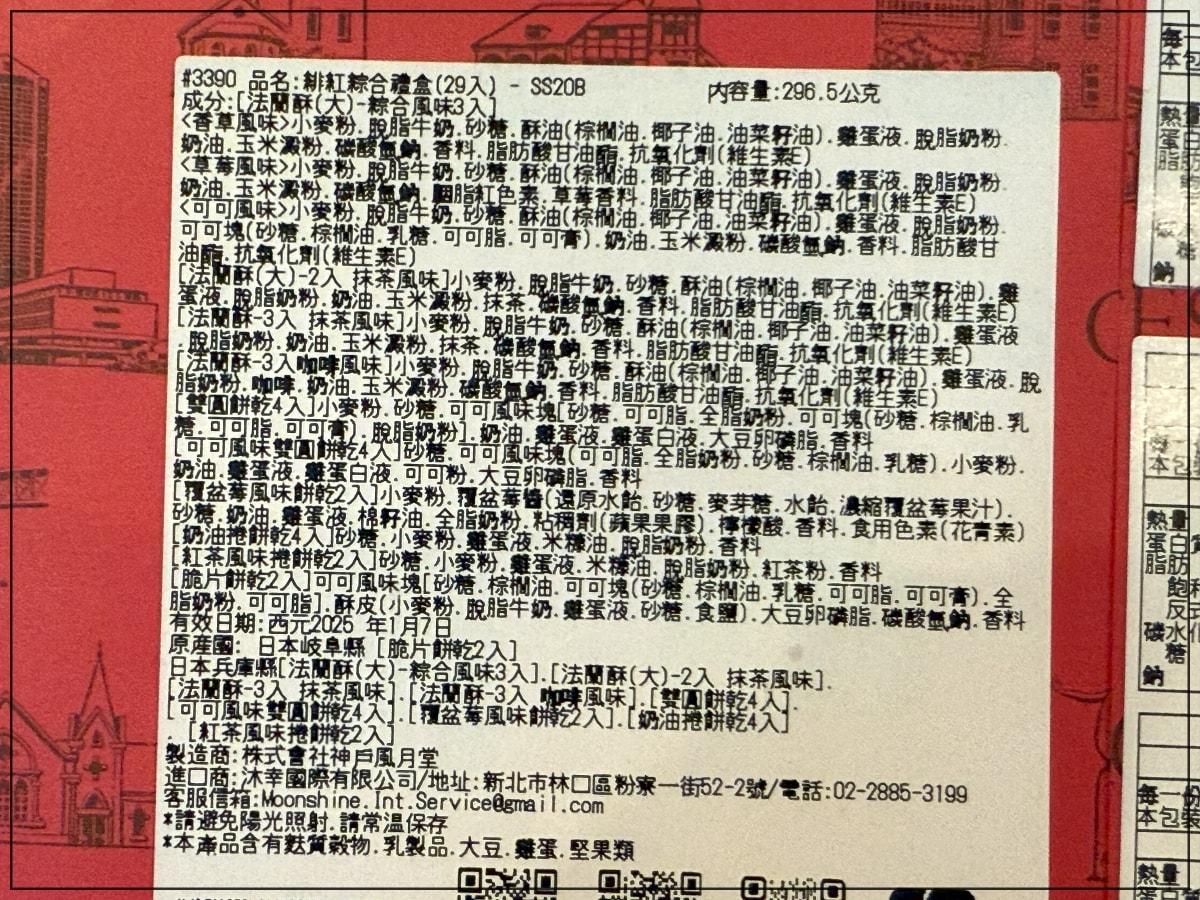 #3390 品名:緋紅綜合禮盒(29入) - SS20B 內容量:296.5公克
成分:[法蘭酥(大)-綜合風味3入]
<香草風味>小麥粉.脫脂牛奶.砂糖.酥油(棕櫚油.椰子油.油菜籽油).雞蛋液.脫脂奶粉.
奶油.玉米澱粉.碳酸氫鈉.香料.脂肪酸甘油酯.抗氧化劑(維生素E)
<草莓風味>小麥粉.脫脂牛奶.砂糖.酥油(棕櫚油.椰子油.油菜籽油).雞蛋液.脫脂奶粉.
奶油.玉米澱粉.碳酸氫鈉.胭脂紅色素.草莓香料.脂肪酸甘油酯.抗氧化劑(維生素E)
<可可風味>小麥粉.脫脂牛奶.砂糖.酥油(棕櫚油.椰子油.油菜籽油).雞蛋液.脫脂奶粉.
可可塊(砂糖.棕櫚油.乳糖.可可脂.可可膏).奶油.玉米澱粉.碳酸氫鈉.香料.脂肪酸甘
油酯.抗氧化劑(維生素E)
[法蘭酥(大)-2入 抹茶風味]小麥粉.脫脂牛奶.砂糖.酥油(棕櫚油.椰子油.油菜籽油).雞
蛋液.脫脂奶粉.奶油.玉米澱粉.抹茶.碳酸氫鈉.香料.脂肪酸甘油酯.抗氧化劑(維生素E)
[法蘭酥-3入 抹茶風味]小麥粉.脫脂牛奶.砂糖.酥油(棕櫚油.椰子油.油菜籽油).雞蛋液
.脫脂奶粉.奶油.玉米澱粉.抹茶.碳酸氫鈉.香料.脂肪酸甘油酯.抗氧化劑(維生素E)
[法蘭酥-3入咖啡風味]小麥粉.脫脂牛奶.砂糖.酥油(棕櫚油.椰子油.油菜籽油).雞蛋液.脫
脂奶粉.咖啡.奶油.玉米澱粉.碳酸氫鈉.香料.脂肪酸甘油酯.抗氧化劑(維生素E)
[雙圓餅乾4入]小麥粉.砂糖.可可風味塊[砂糖.可可脂.全脂奶粉.可可塊(砂糖.棕櫚油.乳
糖.可可脂.可可膏).脫脂奶粉].奶油.雞蛋液.雞蛋白液.大豆卵磷脂.香料
[可可風味雙圓餅乾4入]砂糖.可可風味塊(可可脂.全脂奶粉.砂糖.棕櫚油.乳糖).小麥粉.
奶油.雞蛋液.雞蛋白液.可可粉.大豆卵磷脂.香料
[覆盆莓風味餅乾2入]小麥粉.覆盆莓醬(還原水飴.砂糖.麥芽糖.水飴.濃縮覆盆莓果汁).
砂糖.奶油.雞蛋液.棉籽油.全脂奶粉.粘稠劑(蘋果果膠).檸檬酸.香料.食用色素(花青素)
[奶油捲餅乾4入]砂糖.小麥粉.雞蛋液.米糠油.脫脂奶粉.香料
[紅茶風味捲餅乾2入]砂糖.小麥粉.雞蛋液.米糠油.脫脂奶粉.紅茶粉.香料
[脆片餅乾2入]可可風味塊[砂糖.棕櫚油.可可塊(砂糖.棕櫚油.乳糖.可可脂.可可膏).全
脂奶粉.可可脂].酥皮(小麥粉.脫脂牛奶.雞蛋液.砂糖.食鹽).大豆卵磷脂.碳酸氫鈉.香料
有效日期:西元2025 年1月7日
原產國: 日本岐阜縣 [脆片餅乾2入]
日本兵庫縣[法蘭酥(大)-綜合風味3入].[法蘭酥(大)-2入 抹茶風味].
[法蘭酥-3入 抹茶風味].[法蘭酥-3入 咖啡風味].[雙圓餅乾4入].
[可可風味雙圓餅乾4入].[覆盆莓風味餅乾2入].[奶油捲餅乾4入]
.[紅茶風味捲餅乾2入]
製造商:株式會社神戶風月堂
進口商:沐幸國際有限公司/地址:新北市林口區粉寮一街52-2號/電話:02-2885-3199
客服信箱:Moonshine.Int.Service@gmail.com
*請避免陽光照射.請常溫保存
*本產品含有麩質穀物.乳製品.大豆.雞蛋.堅果類
每一
本包
熱量
蛋白
脂肪
鈉
本包
熱量
蛋白質
脂肪
飽和
反式
碳水化
糖
鈉
每一份
本包裝
熱量
蛋白質